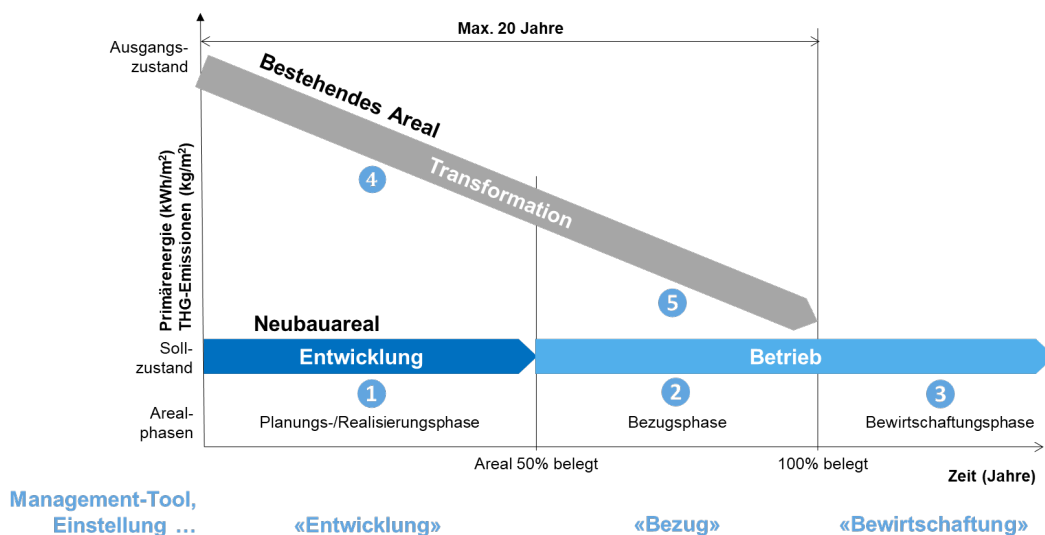 Max. 20 Jahre
Ausgangs-
zustand
Bestehendes Areal
Transformation
4
Primärenergie (kWh/m²)
THG-Emissionen (kg/m²)
5
Neubauareal
Soll-
zustand
Entwicklung
Betrieb
1
2
3
Areal-
phasen
Planungs-/Realisierungsphase
Bezugsphase
Bewirtschaftungsphase
Areal 50% belegt
100% belegt
Zeit (Jahre)
Management-Tool,
Einstellung …
«Entwicklung»
«Bezug»
«Bewirtschaftung»